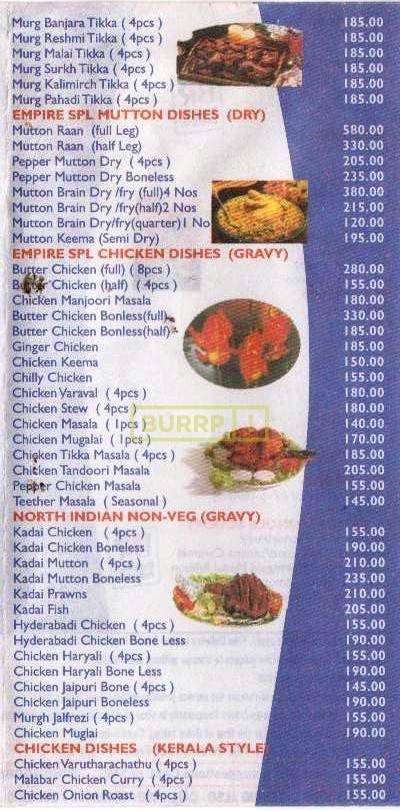 Murg Banjara Tikka ( 4pcs ) 185.00
Murg Reshmi Tikka ( 4pcs ) 185.00
Murg Malai Tikka ( 4pcs ) 185.00
Murg Surkh Tikka ( 4pcs ) 185.00
Murg Kalimirch Tikka ( 4pcs ) 185.00
Murg Pahadi Tikka ( 4pcs ) 185.00
EMPIRE SPL MUTTON DISHES (DRY)
Mutton Raan (full Leg) 580.00
Mutton Raan (half Leg) 330.00
Pepper Mutton Dry ( 4pcs ) 205.00
Pepper Mutton Dry Boneless 235.00
Mutton Brain Dry /fry (full)4 Nos 380.00
Mutton Brain Dry /fry(half)2 Nos 215.00
Mutton Brain Dry/fry(quarter)1 No 120.00
Mutton Keema (Semi Dry) 195.00
EMPIRE SPL CHICKEN DISHES (GRAVY)
Butter Chicken (full) ( 8pcs ) 280.00
Butter Chicken (half) ( 4pcs ) 155.00
Chicken Manjoori Masala 180.00
Butter Chicken Bonless(full) 330.00
Butter Chicken Bonless(half) 185.00
Ginger Chicken 185.00
Chicken Keema 150.00
Chilly Chicken 155.00
Chicken Varaval ( 4pcs ) 180.00
Chicken Stew ( 4pcs ) 180.00
Chicken Masala ( 1pcs ) 140.00
BURRP
Chicken Mugalai ( 1pcs ) 170.00
Chicken Tikka Masala ( 4pcs ) 185.00
Chicken Tandoori Masala 205.00
Pepper Chicken Masala 155.00
Teether Masala ( Seasonal ) 145.00
NORTH INDIAN NON-VEG (GRAVY)
Kadai Chicken ( 4pcs ) 155.00
Kadai Chicken Boneless 190.00
Kadai Mutton ( 4pcs ) 210.00
Kadai Mutton Boneless 235.00
Kadai Prawns 210.00
Kadai Fish 205.00
Hyderabadi Chicken ( 4pcs ) 155.00
Hyderabadi Chicken Bone Less 190.00
Chicken Haryali ( 4pcs ) 155.00
Chicken Haryali Bone Less 190.00
Chicken Jaipuri Bone ( 4pcs ) 145.00
Chicken Jaipuri Boneless 190.00
Murgh Jalfrezi ( 4pcs ) 155.00
Chicken Muglai 190.00
CHICKEN DISHES (KERALA STYLE)
Chicken Varutharachathu ( 4pcs ) 155.00
Malabar Chicken Curry ( 4pcs ) 155.00
Chicken Onion Roast ( 4pcs ) 155.00